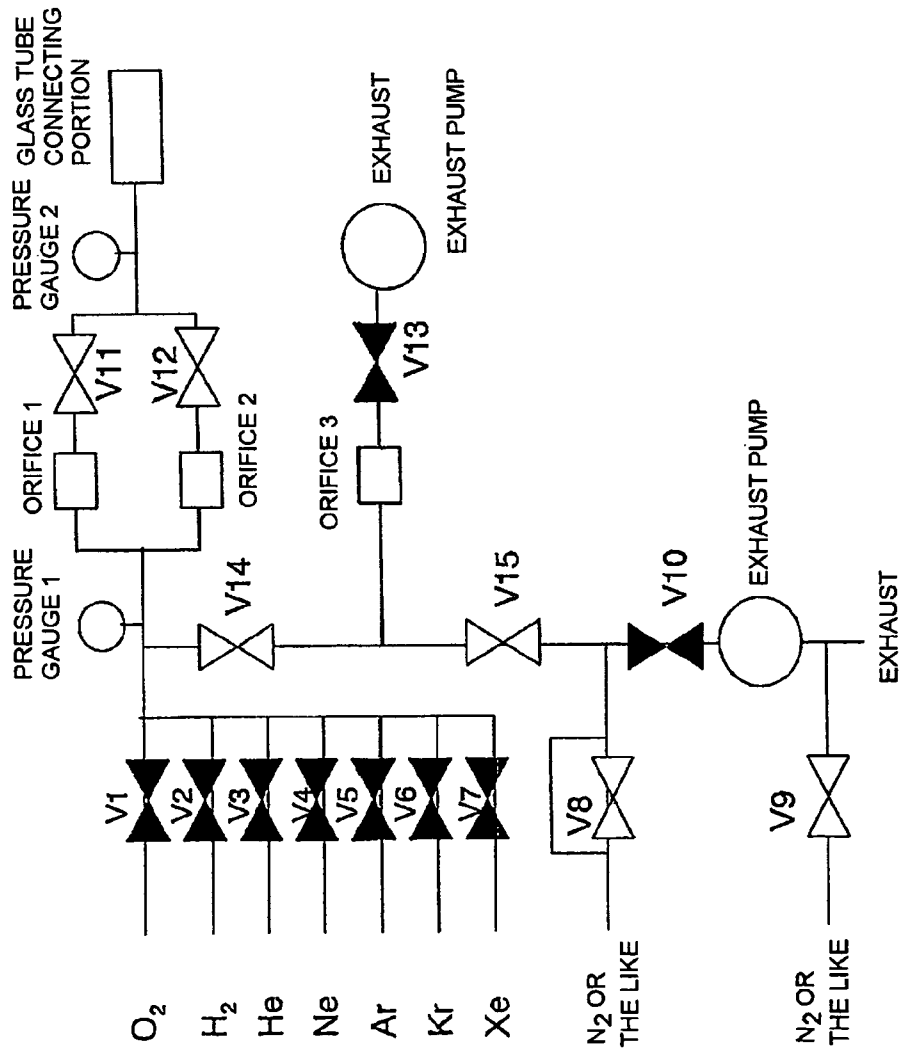 O₂
H₂
He
Ne
Ar
Kr
Xe
N₂ OR
THE LIKE
N₂ OR
THE LIKE
V1
V2
V3
V4
V5
V6
V7
V8
V9
PRESSURE
GAUGE 1
V14
V15
V10
EXHAUST PUMP
EXHAUST
ORIFICE 1
ORIFICE 2
ORIFICE 3
V11
V12
V13
PRESSURE
GAUGE 2
GLASS TUBE
CONNECTING
PORTION
EXHAUST
EXHAUST PUMP